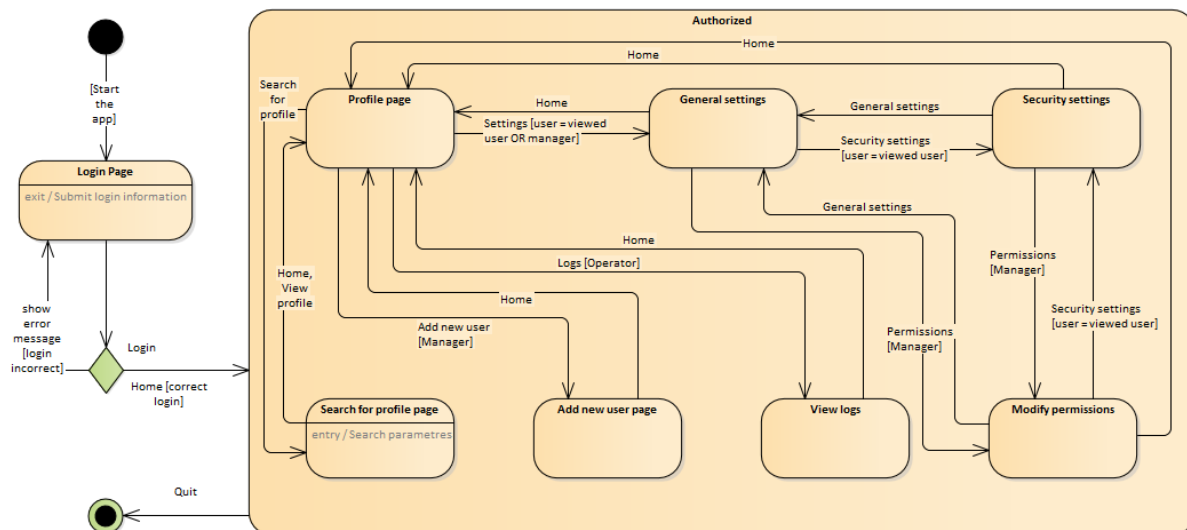 Authorized
Home
Home
[Start
the
app]
Search
for
profile
Profile page
Home
Settings [user = viewed
user OR manager]
General settings
General settings
Security settings
[user = viewed user]
Security settings
Login Page
exit / Submit login information
General settings
Home
Logs [Operator]
Permissions
[Manager]
Home,
View
profile
Home
show
error
message
[login
incorrect]
Add new user
[Manager]
Permissions
[Manager]
Security settings
[user = viewed user]
Login
Home [correct
login]
Search for profile page
entry / Search parametres
Add new user page
View logs
Modify permissions
Quit